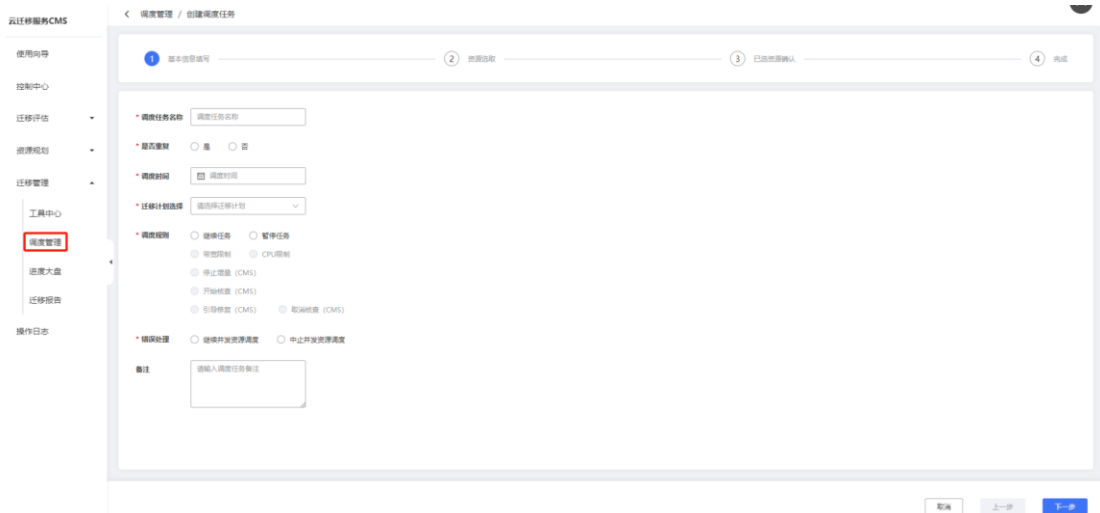 云迁移服务CMS
使用向导
控制中心
迁移评估
资源规划
迁移管理
工具中心
调度管理
进度大盘
迁移报告
操作日志
调度管理 / 创建调度任务
1 基本信息填写
2 资源选取
3 已选资源确认
4 完成
* 调度任务名称 调度任务名称
* 是否重复 是 否
* 调度时间 调度时间
* 迁移计划选择 请选择迁移计划
* 调度规则 继续任务 暂停任务
带宽限制 CPU限制
停止增量 (CMS)
开始核查 (CMS)
引导修复 (CMS) 取消核查 (CMS)
* 错误处理 继续并发资源调度 中止并发资源调度
备注 请输入调度任务备注
取消 上一步 下一步